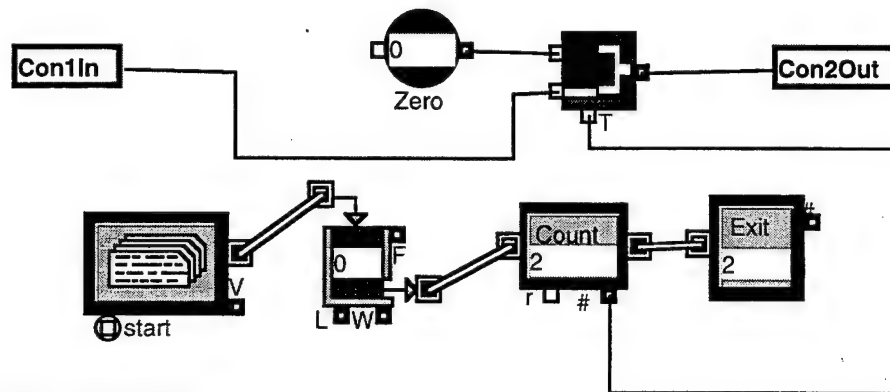 Con1In
0
Zero
T
Con2Out
V
start
0
F
L W
Count
2
r #
Exit
2
#